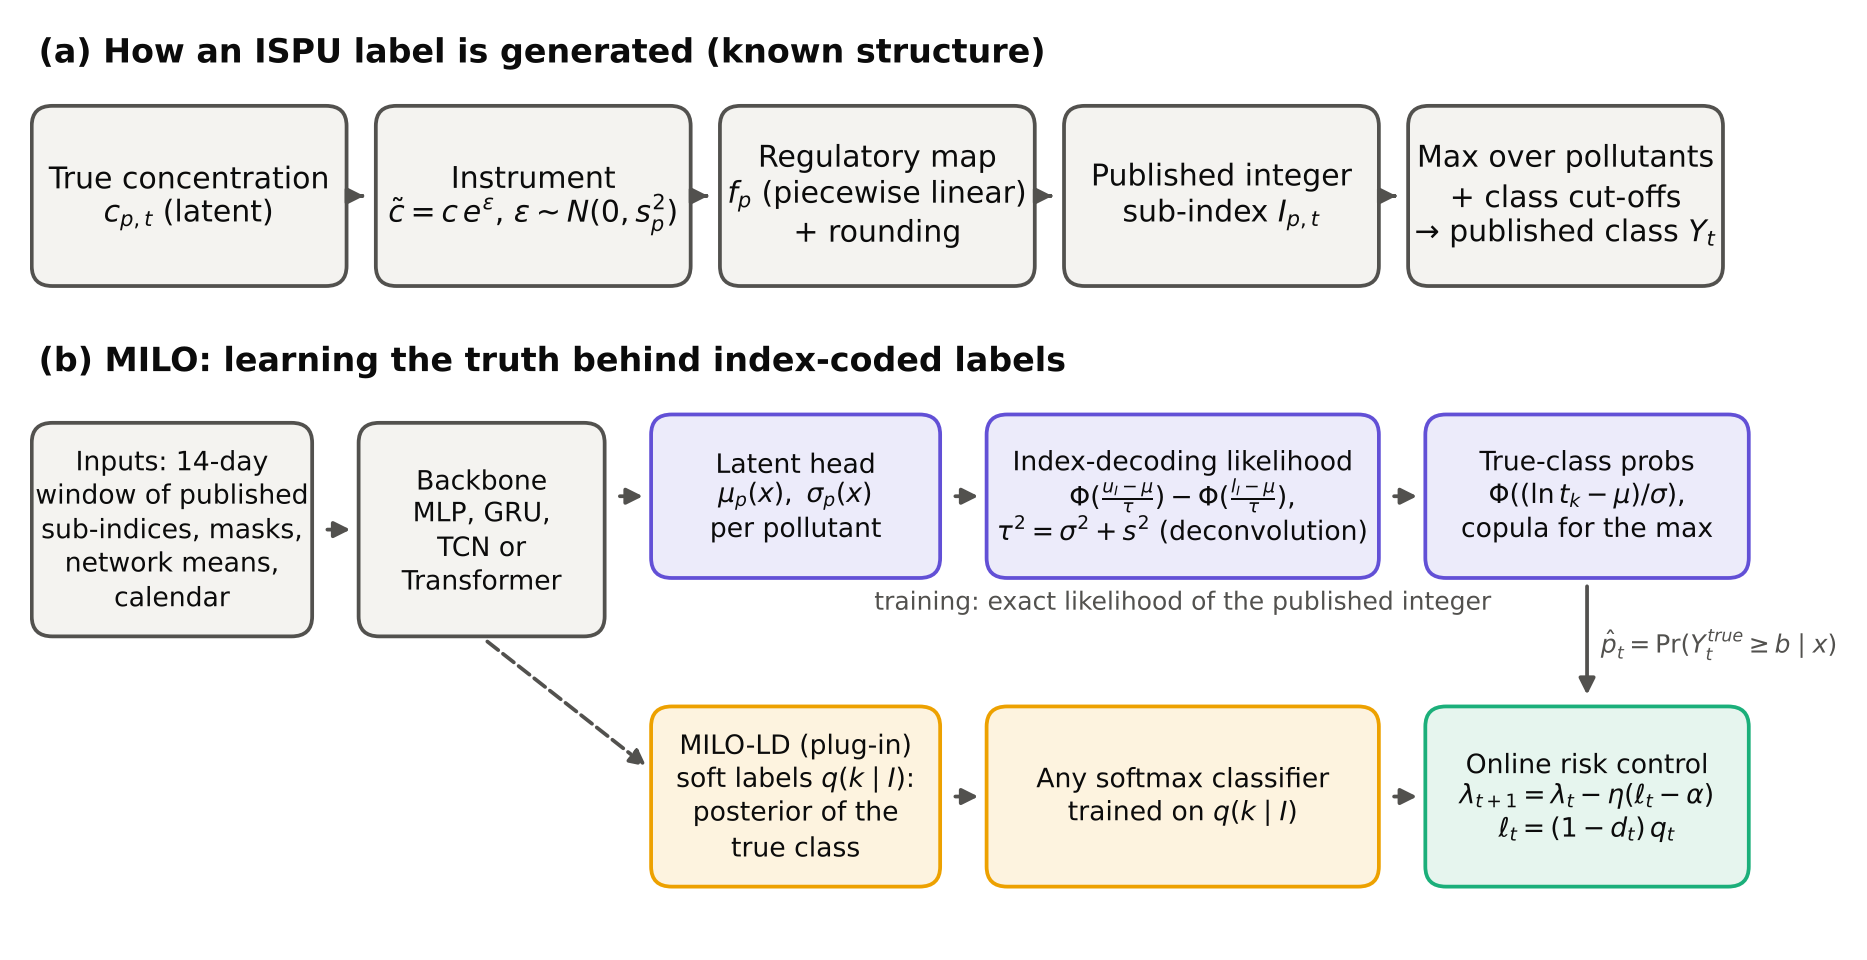 (a) How an ISPU label is generated (known structure)
True concentration
c_{p,t} (latent)
Instrument
c̃ = c e^ε, ε ~ N(0, s_p^2)
Regulatory map
f_p (piecewise linear)
+ rounding
Published integer
sub-index I_{p,t}
Max over pollutants
+ class cut-offs
→ published class Y_t
(b) MILO: learning the truth behind index-coded labels
Inputs: 14-day
window of published
sub-indices, masks,
network means,
calendar
Backbone
MLP, GRU,
TCN or
Transformer
Latent head
μ_p(x), σ_p(x)
per pollutant
Index-decoding likelihood
Φ((u_I − μ)/τ) − Φ((l_I − μ)/τ),
τ² = σ² + s² (deconvolution)
True-class probs
Φ((ln t_k − μ)/σ),
copula for the max
training: exact likelihood of the published integer
p̂_t = Pr(Y_t^{true} ≥ b | x)
MILO-LD (plug-in)
soft labels q(k | I):
posterior of the
true class
Any softmax classifier
trained on q(k | I)
Online risk control
λ_{t+1} = λ_t − η(ℓ_t − α)
ℓ_t = (1 − d_t) q_t